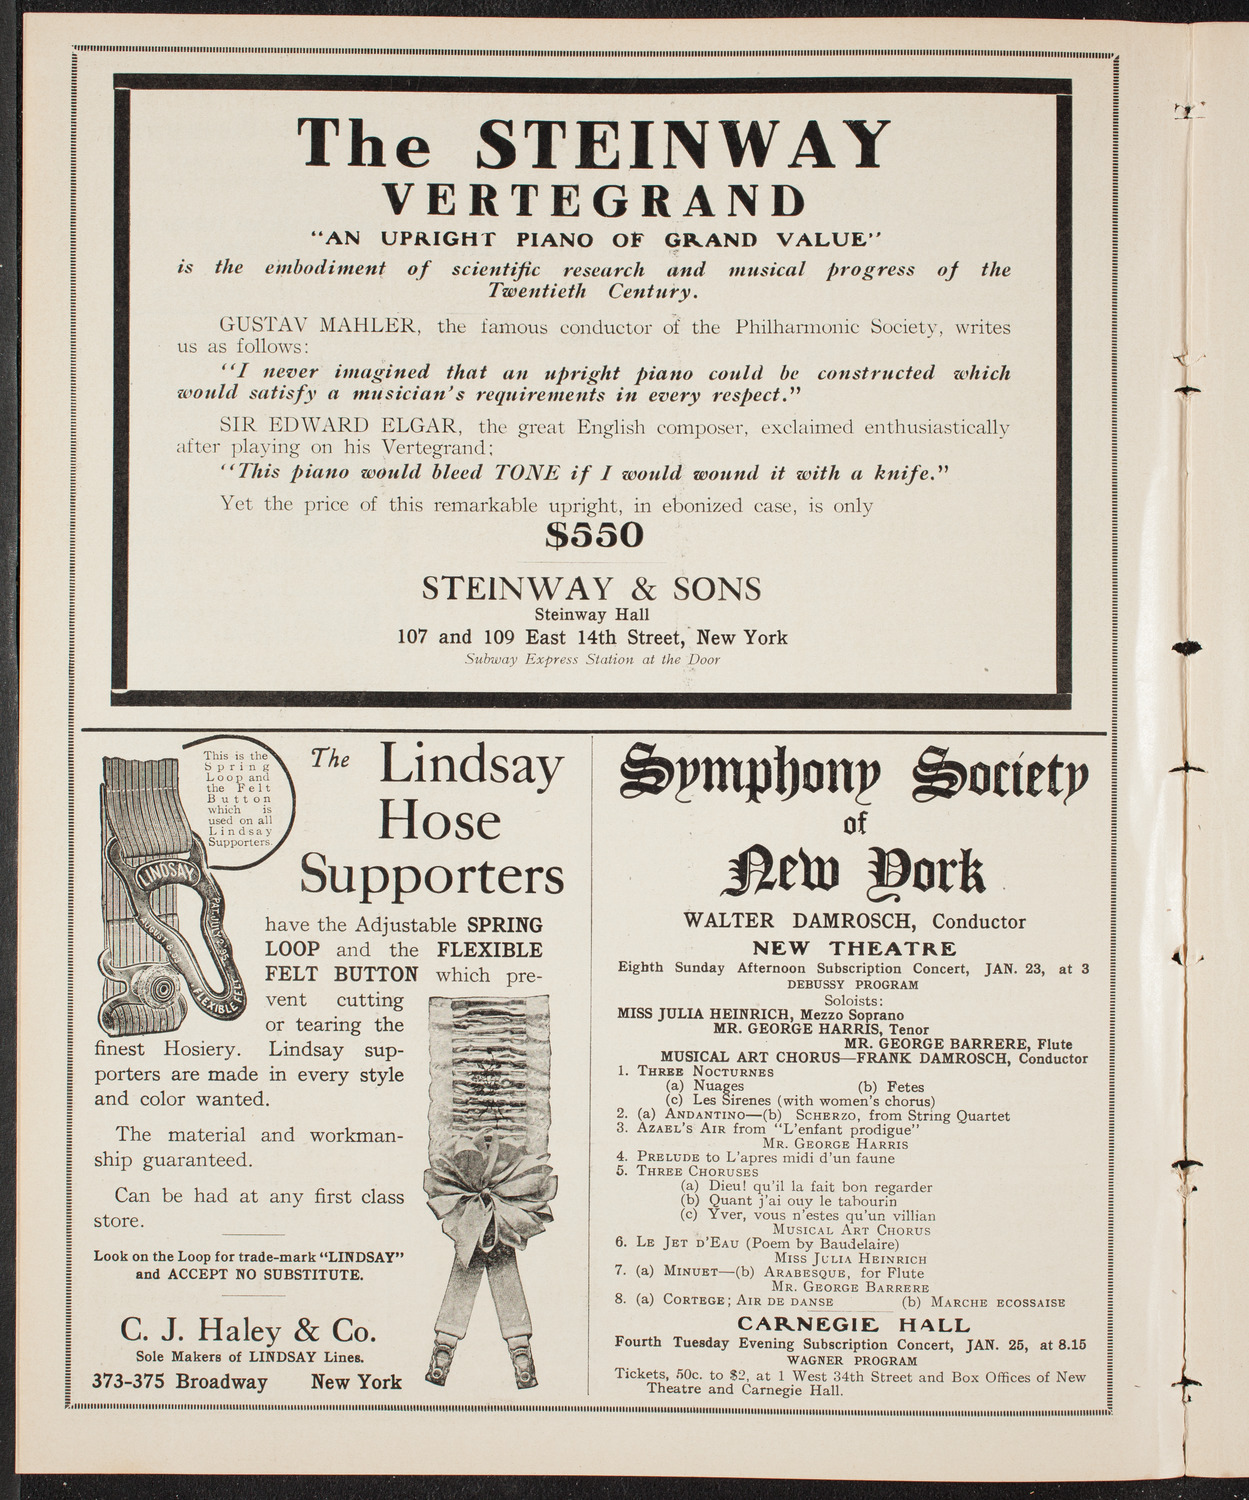 The STEINWAY
VERTEGRAND
"AN UPRIGHT PIANO OF GRAND VALUE"
is the embodiment of scientific research and musical progress of the
Twentieth Century.
GUSTAV MAHLER, the famous conductor of the Philharmonic Society, writes
us as follows:
"I never imagined that an upright piano could be constructed which
would satisfy a musician's requirements in every respect."
SIR EDWARD ELGAR, the great English composer, exclaimed enthusiastically
after playing on his Vertegrand;
"This piano would bleed TONE if I would wound it with a knife."
Yet the price of this remarkable upright, in ebonized case, is only
$550
STEINWAY & SONS
Steinway Hall
107 and 109 East 14th Street, New York
Subway Express Station at the Door
This is the
Spring
Loop and
the Felt
Button
which is
used on all
Lindsay
Supporters.
LINDSAY
PAT. JULY 2 '95
AUGUST 8
FLEXIBLE FELT
The Lindsay
Hose
Supporters
have the Adjustable SPRING
LOOP and the FLEXIBLE
FELT BUTTON which pre-
vent cutting
or tearing the
finest Hosiery. Lindsay sup-
porters are made in every style
and color wanted.
The material and workman-
ship guaranteed.
Can be had at any first class
store.
Look on the Loop for trade-mark "LINDSAY"
and ACCEPT NO SUBSTITUTE.
C. J. Haley & Co.
Sole Makers of LINDSAY Lines.
373-375 Broadway New York
Symphony Society
of
New York
WALTER DAMROSCH, Conductor
NEW THEATRE
Eighth Sunday Afternoon Subscription Concert, JAN. 23, at 3
DEBUSSY PROGRAM
Soloists:
MISS JULIA HEINRICH, Mezzo Soprano
MR. GEORGE HARRIS, Tenor
MR. GEORGE BARRERE, Flute
MUSICAL ART CHORUS—FRANK DAMROSCH, Conductor
1. THREE NOCTURNES
(a) Nuages (b) Fetes
(c) Les Sirenes (with women's chorus)
2. (a) ANDANTINO—(b) SCHERZO, from String Quartet
3. AZAEL'S AIR from "L'enfant prodigue"
MR. GEORGE HARRIS
4. PRELUDE to L'apres midi d'un faune
5. THREE CHORUSES
(a) Dieu! qu'il la fait bon regarder
(b) Quant j'ai ouy le tabourin
(c) Yver, vous n'estes qu'un villian
MUSICAL ART CHORUS
6. LE JET D'EAU (Poem by Baudelaire)
MISS JULIA HEINRICH
7. (a) MINUET—(b) ARABESQUE, for Flute
MR. GEORGE BARRERE
8. (a) CORTEGE; AIR DE DANSE (b) MARCHE ECOSSAISE
CARNEGIE HALL
Fourth Tuesday Evening Subscription Concert, JAN. 25, at 8.15
WAGNER PROGRAM
Tickets, 50c. to $2, at 1 West 34th Street and Box Offices of New
Theatre and Carnegie Hall.